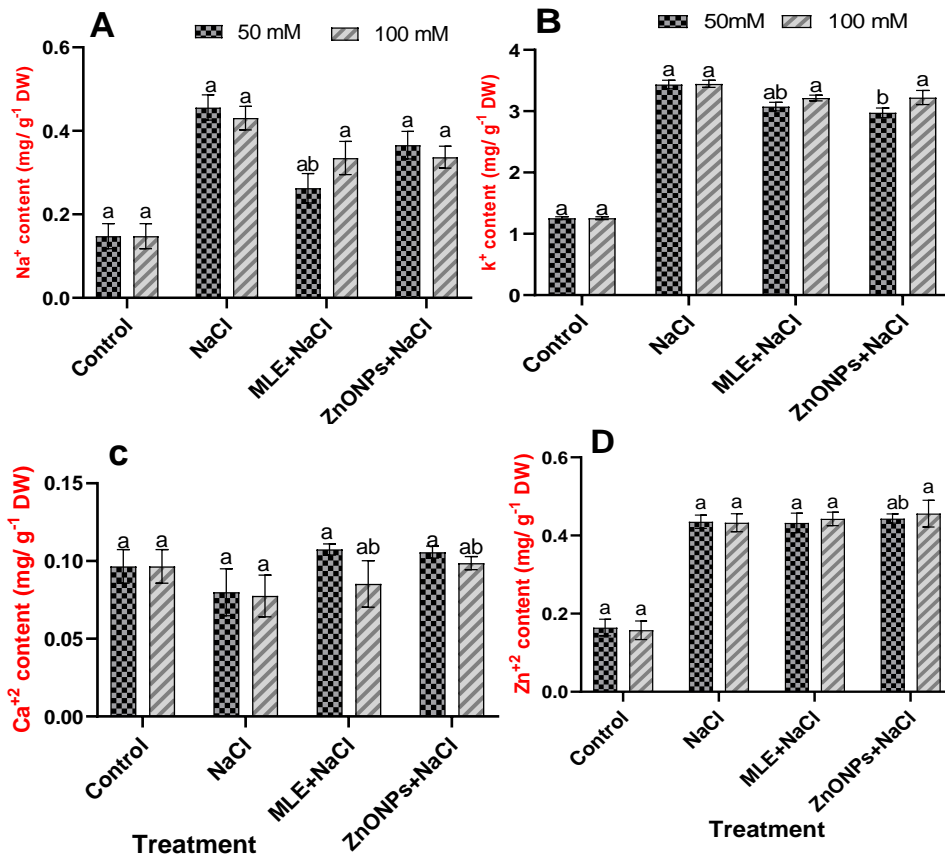 A
50 mM 100 mM
Na+ content (mg/ g-1 DW)
0.6
0.4
0.2
0.0
a a a a ab a a a
Control NaCl MLE+NaCl ZnONPs+NaCl
B
50mM 100 mM
k+ content (mg/ g-1 DW)
4
3
2
1
0
a a a a ab a b a
Control NaCl MLE+NaCl ZnONPs+NaCl
c
Ca+2 content (mg/ g-1 DW)
0.15
0.10
0.05
0.00
a a a a a ab a ab
Control NaCl MLE+NaCl ZnONPs+NaCl
Treatment
D
Zn+2 content (mg/ g-1 DW)
0.6
0.4
0.2
0.0
a a a a a a ab a
Control NaCl MLE+NaCl ZnONPs+NaCl
Treatment